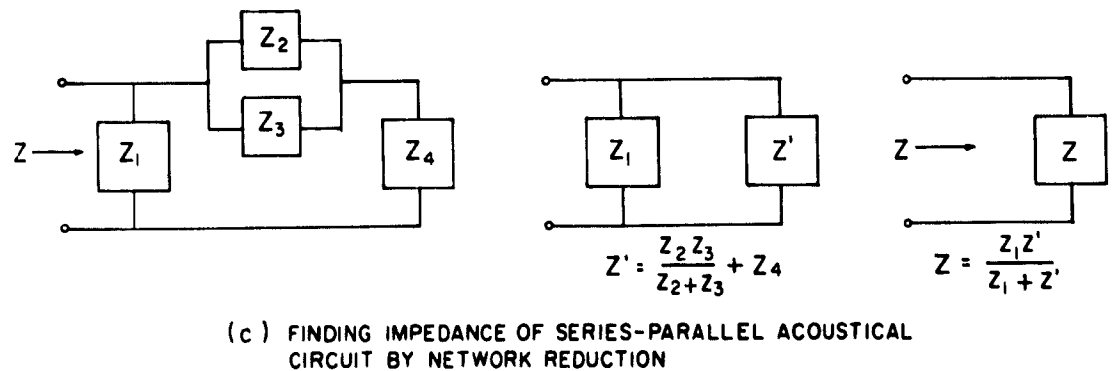 Z₂
Z₃
Z →
Z₁
Z₄
Z₁
Z'
Z' = Z₂Z₃ / Z₂+Z₃ + Z₄
Z →
Z
Z = Z₁Z' / Z₁ + Z'
(c) FINDING IMPEDANCE OF SERIES-PARALLEL ACOUSTICAL
CIRCUIT BY NETWORK REDUCTION